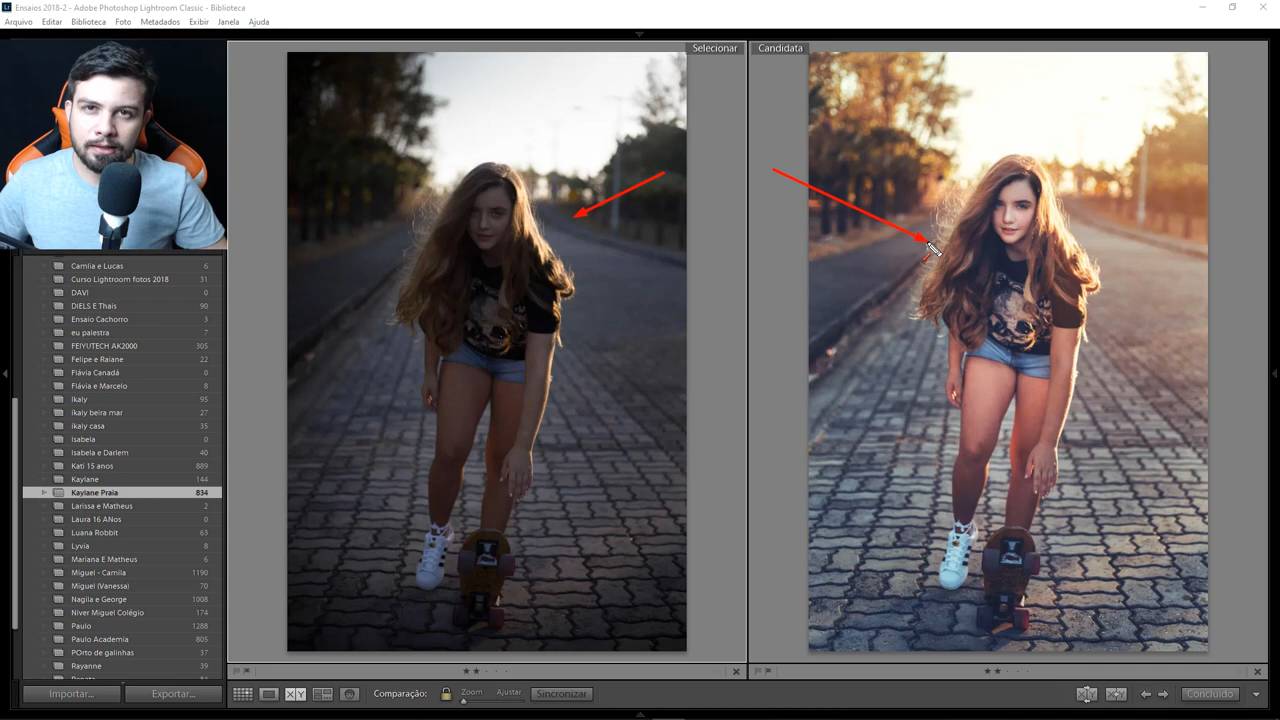 Ensaios 2018-2 - Adobe Photoshop Lightroom Classic - Biblioteca
Arquivo Editar Biblioteca Foto Metadados Exibir Janela Ajuda
Selecionar
Candidata
Camlia e Lucas 6
Curso Lightroom fotos 2018 31
DAVI 0
DIELS E Thais 90
Ensaio Cachorro 3
eu palestra 7
FEIYUTECH AK2000 305
Felipe e Raiane 22
Flávia Canadá 0
Flávia e Marcelo 8
Ikaly 95
íkaly beira mar 27
íkaly casa 35
Isabela 0
Isabela e Darlem 40
Kati 15 anos 889
Kaylane 144
Kaylane Praia 834
Larissa e Matheus 2
Laura 16 ANos 0
Luana Robbit 63
Lyvia 8
Mariana E Matheus 6
Miguel - Camila 1190
Miguel (Vanessa) 70
Nagila e George 1008
Niver Miguel Colégio 174
Paulo 1288
Paulo Academia 805
POrto de galinhas 37
Rayanne 39
Importar...
Exportar...
X|Y
Comparação:
Zoom
Ajustar
Sincronizar
Concluído